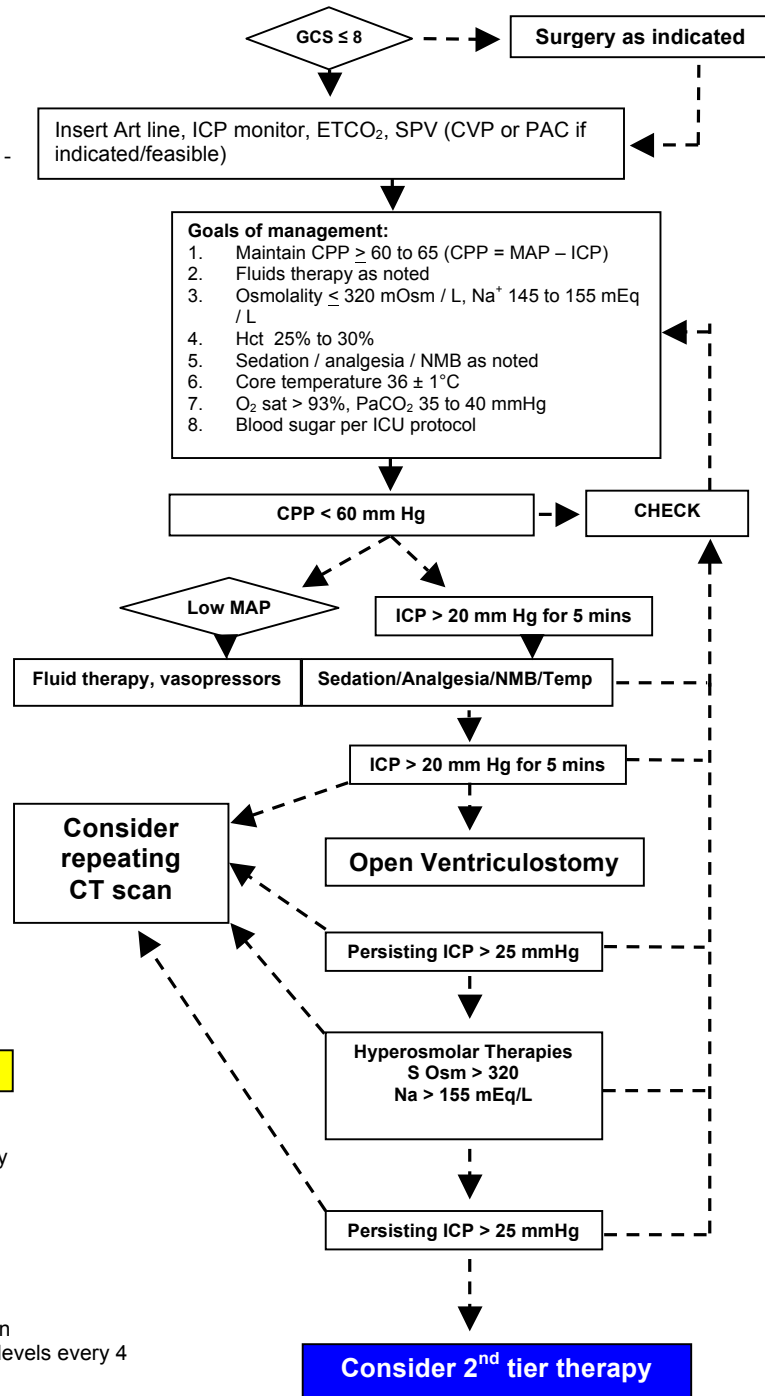 GCS ≤ 8
Surgery as indicated
Insert Art line, ICP monitor, ETCO₂, SPV (CVP or PAC if
indicated/feasible)
-
Goals of management:
1. Maintain CPP ≥ 60 to 65 (CPP = MAP – ICP)
2. Fluids therapy as noted
3. Osmolality ≤ 320 mOsm / L, Na⁺ 145 to 155 mEq
/ L
4. Hct 25% to 30%
5. Sedation / analgesia / NMB as noted
6. Core temperature 36 ± 1°C
7. O₂ sat > 93%, PaCO₂ 35 to 40 mmHg
8. Blood sugar per ICU protocol
CPP < 60 mm Hg
CHECK
Low MAP
ICP > 20 mm Hg for 5 mins
Fluid therapy, vasopressors
Sedation/Analgesia/NMB/Temp
ICP > 20 mm Hg for 5 mins
Consider
repeating
CT scan
Open Ventriculostomy
Persisting ICP > 25 mmHg
Hyperosmolar Therapies
S Osm > 320
Na > 155 mEq/L
y
Persisting ICP > 25 mmHg
n
levels every 4
Consider 2ⁿᵈ tier therapy